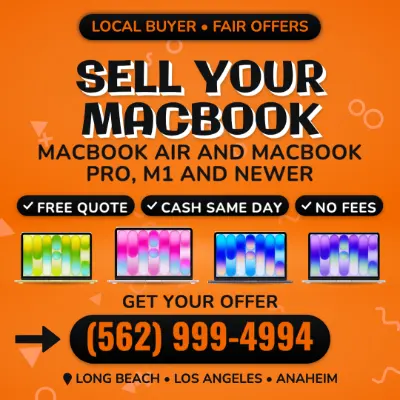 LOCAL BUYER • FAIR OFFERS
SELL YOUR
MACBOOK
MACBOOK AIR AND MACBOOK
PRO, M1 AND NEWER
FREE QUOTE CASH SAME DAY NO FEES
GET YOUR OFFER
(562) 999-4994
LONG BEACH • LOS ANGELES • ANAHEIM